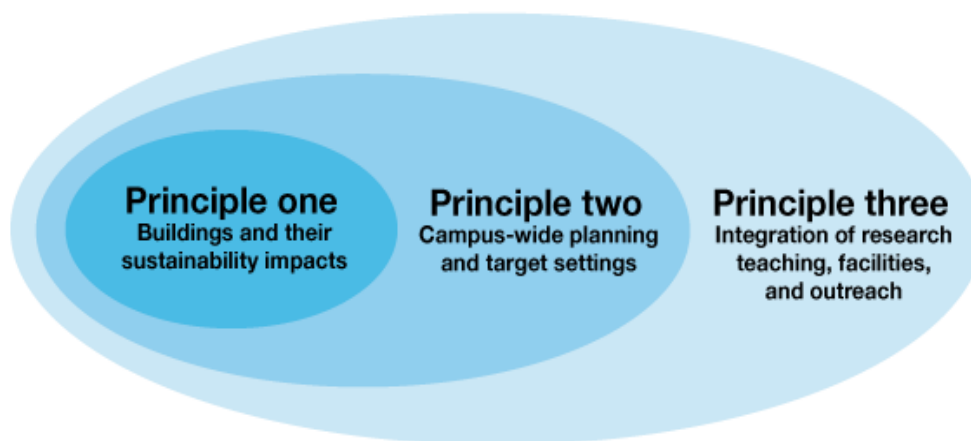 Principle one
Buildings and their
sustainability impacts
Principle two
Campus-wide planning
and target settings
Principle three
Integration of research
teaching, facilities,
and outreach